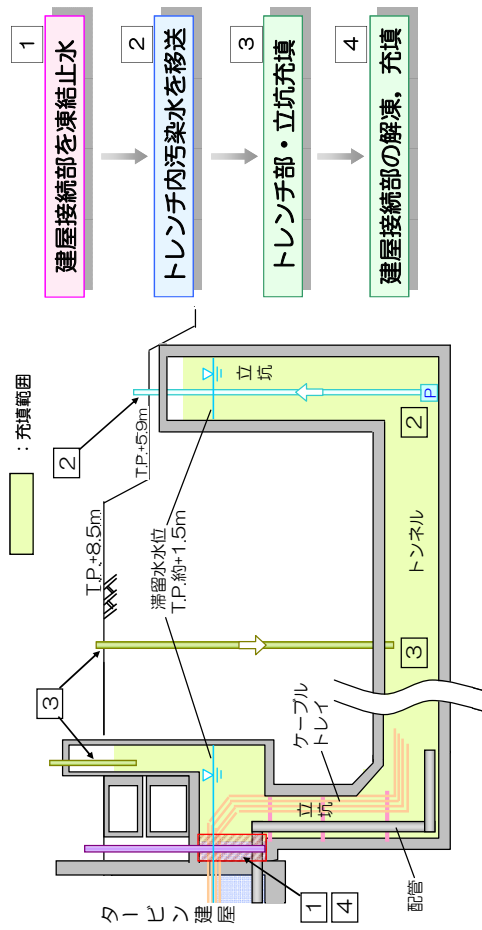 1
建屋接続部を凍結止水
2
トレンチ内汚染水を移送
3
トレンチ部・立坑充填
4
建屋接続部の解凍，充填
：充填範囲
T.P.+8.5m
T.P.+5.9m
2
3
滞留水水位
T.P.約+1.5m
立坑
P
2
トンネル
3
ケーブル
トレイ
立坑
配管
タービン建屋
1
4